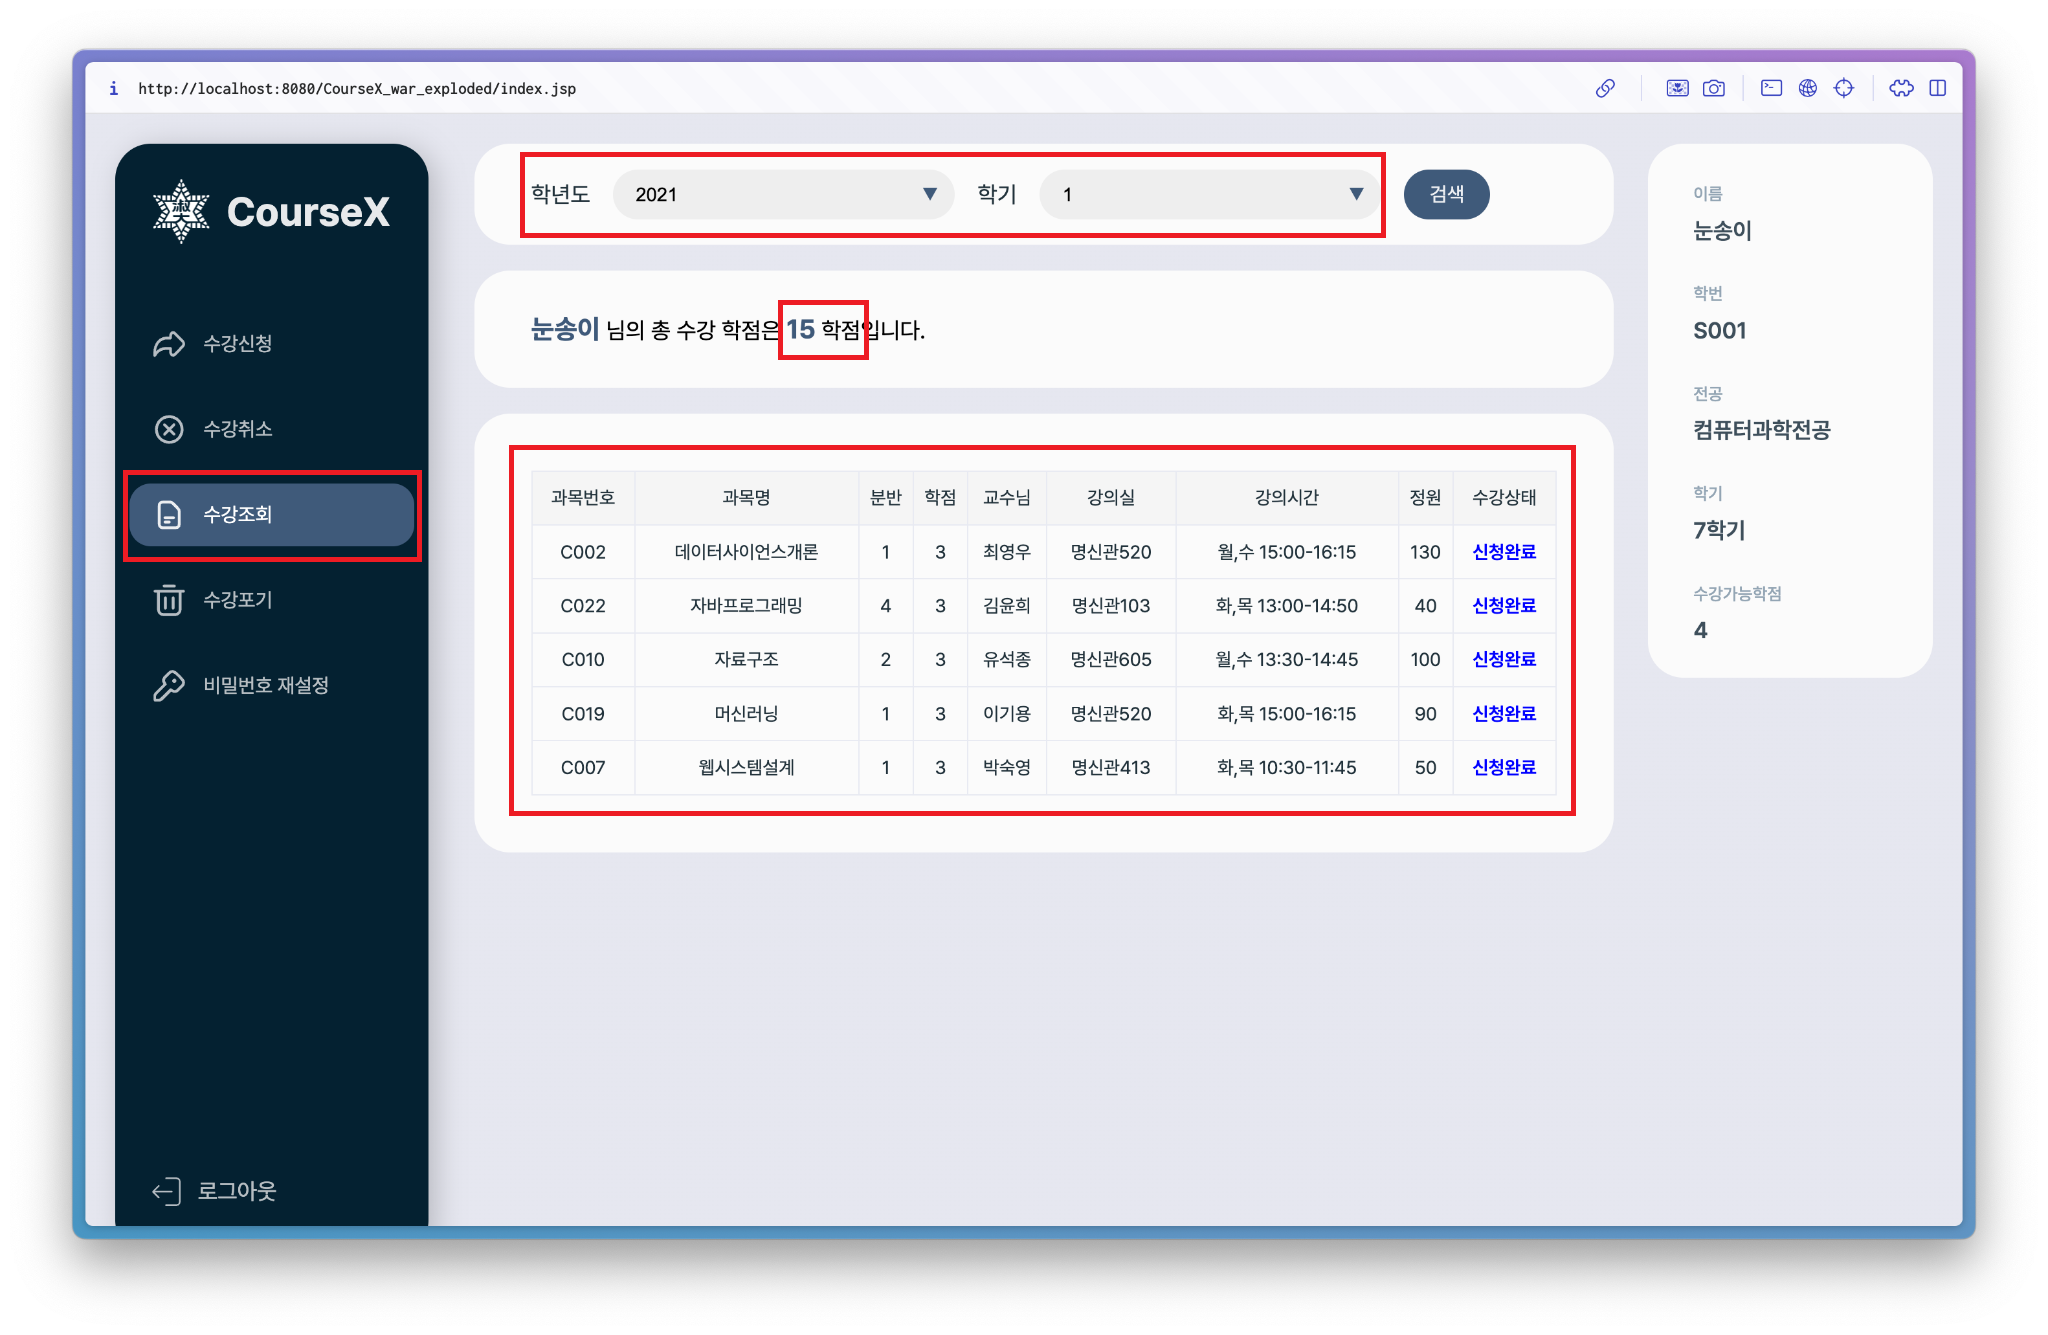 i http://localhost:8080/CourseX_war_exploded/index.jsp
CourseX
수강신청
수강취소
수강조회
수강포기
비밀번호 재설정
로그아웃
학년도 2021 학기 1 검색
눈송이 님의 총 수강 학점은 15 학점입니다.
과목번호 과목명 분반 학점 교수님 강의실 강의시간 정원 수강상태
C002 데이터사이언스개론 1 3 최영우 명신관520 월,수 15:00-16:15 130 신청완료
C022 자바프로그래밍 4 3 김윤희 명신관103 화,목 13:00-14:50 40 신청완료
C010 자료구조 2 3 유석종 명신관605 월,수 13:30-14:45 100 신청완료
C019 머신러닝 1 3 이기용 명신관520 화,목 15:00-16:15 90 신청완료
C007 웹시스템설계 1 3 박숙영 명신관413 화,목 10:30-11:45 50 신청완료
이름
눈송이
학번
S001
전공
컴퓨터과학전공
학기
7학기
수강가능학점
4